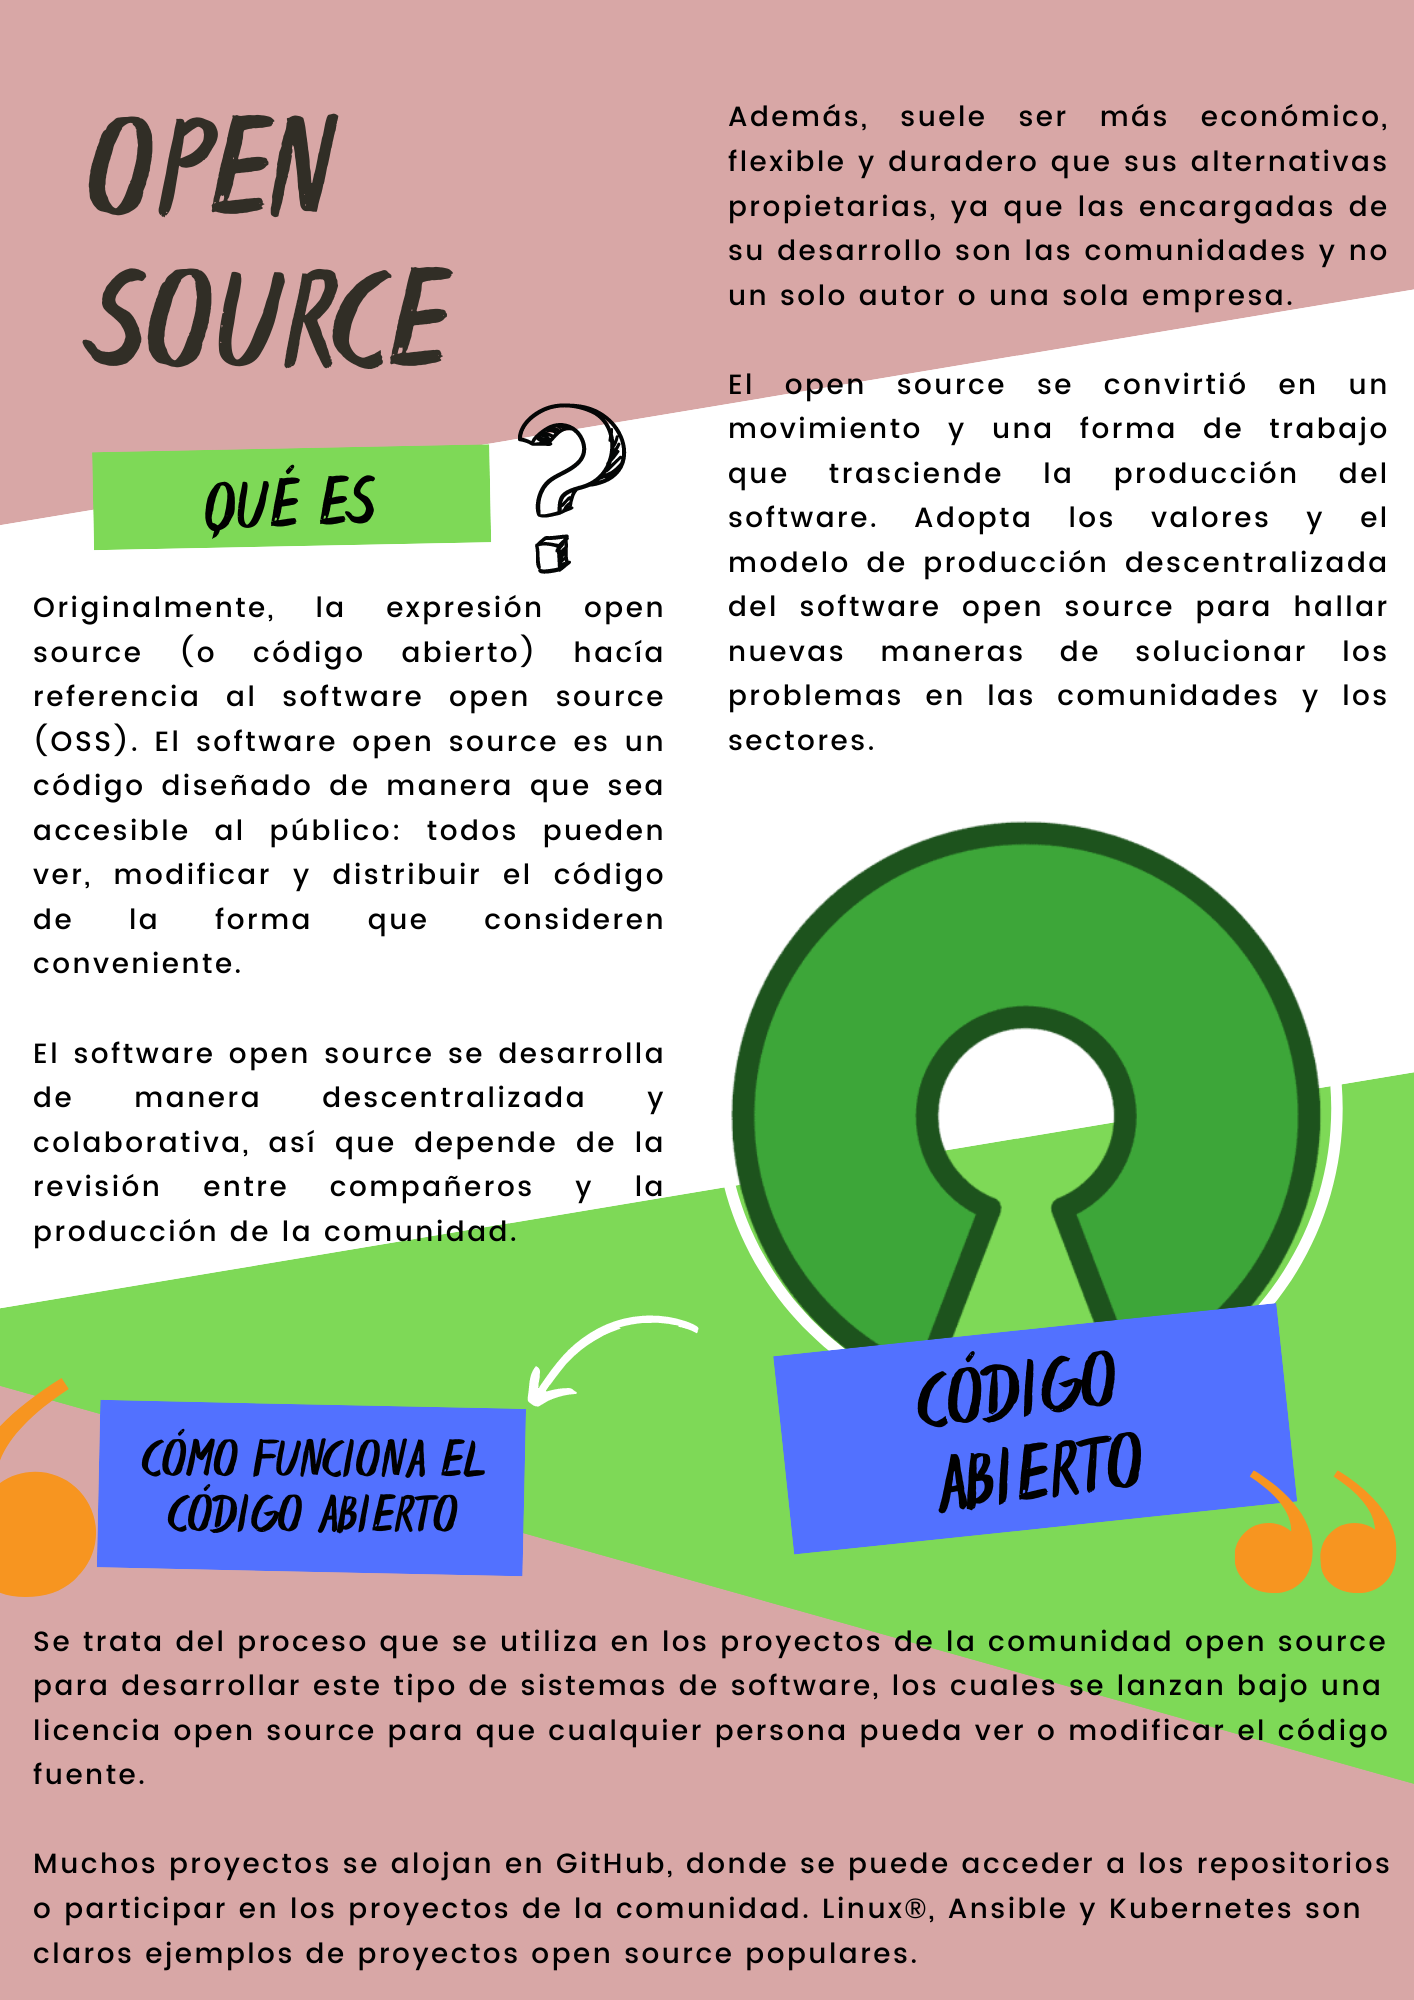 OPEN
SOURCE
QUÉ ES
?
Originalmente, la expresión open
source (o código abierto) hacía
referencia al software open source
(OSS). El software open source es un
código diseñado de manera que sea
accesible al público: todos pueden
ver, modificar y distribuir el código
de la forma que consideren
conveniente.
El software open source se desarrolla
de manera descentralizada y
colaborativa, así que depende de la
revisión entre compañeros y la
producción de la comunidad.
Además, suele ser más económico,
flexible y duradero que sus alternativas
propietarias, ya que las encargadas de
su desarrollo son las comunidades y no
un solo autor o una sola empresa.
El open source se convirtió en un
movimiento y una forma de trabajo
que trasciende la producción del
software. Adopta los valores y el
modelo de producción descentralizada
del software open source para hallar
nuevas maneras de solucionar los
problemas en las comunidades y los
sectores.
CÓDIGO
ABIERTO
CÓMO FUNCIONA EL
CÓDIGO ABIERTO
Se trata del proceso que se utiliza en los proyectos de la comunidad open source
para desarrollar este tipo de sistemas de software, los cuales se lanzan bajo una
licencia open source para que cualquier persona pueda ver o modificar el código
fuente.
Muchos proyectos se alojan en GitHub, donde se puede acceder a los repositorios
o participar en los proyectos de la comunidad. Linux®, Ansible y Kubernetes son
claros ejemplos de proyectos open source populares.